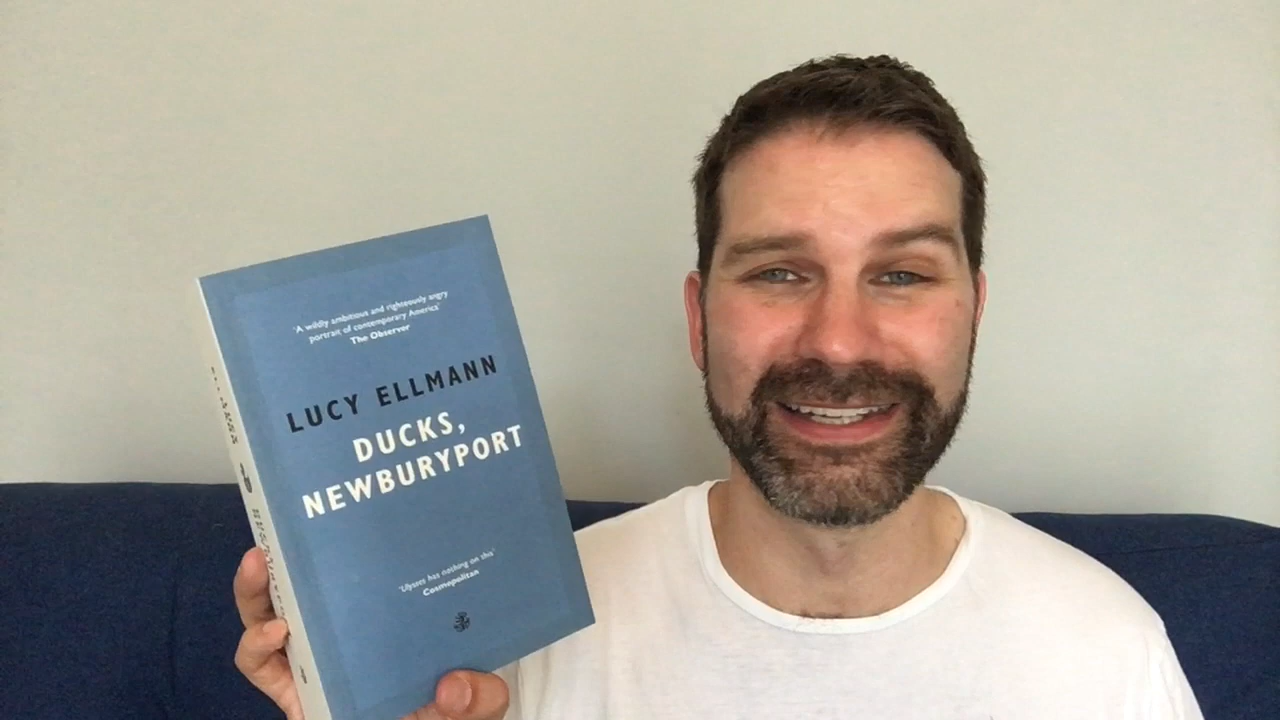 'A wildly ambitious and righteously angry
portrait of contemporary America'
The Observer
LUCY ELLMANN
DUCKS,
NEWBURYPORT
'Ulysses has nothing on this'
Cosmopolitan